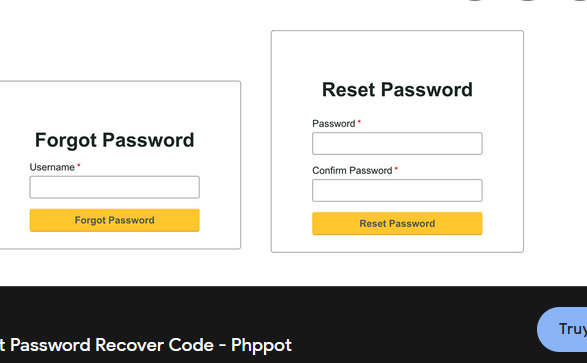 Forgot Password
Username *
Forgot Password
Reset Password
Password *
Confirm Password *
Reset Password
t Password Recover Code - Phppot
Truy